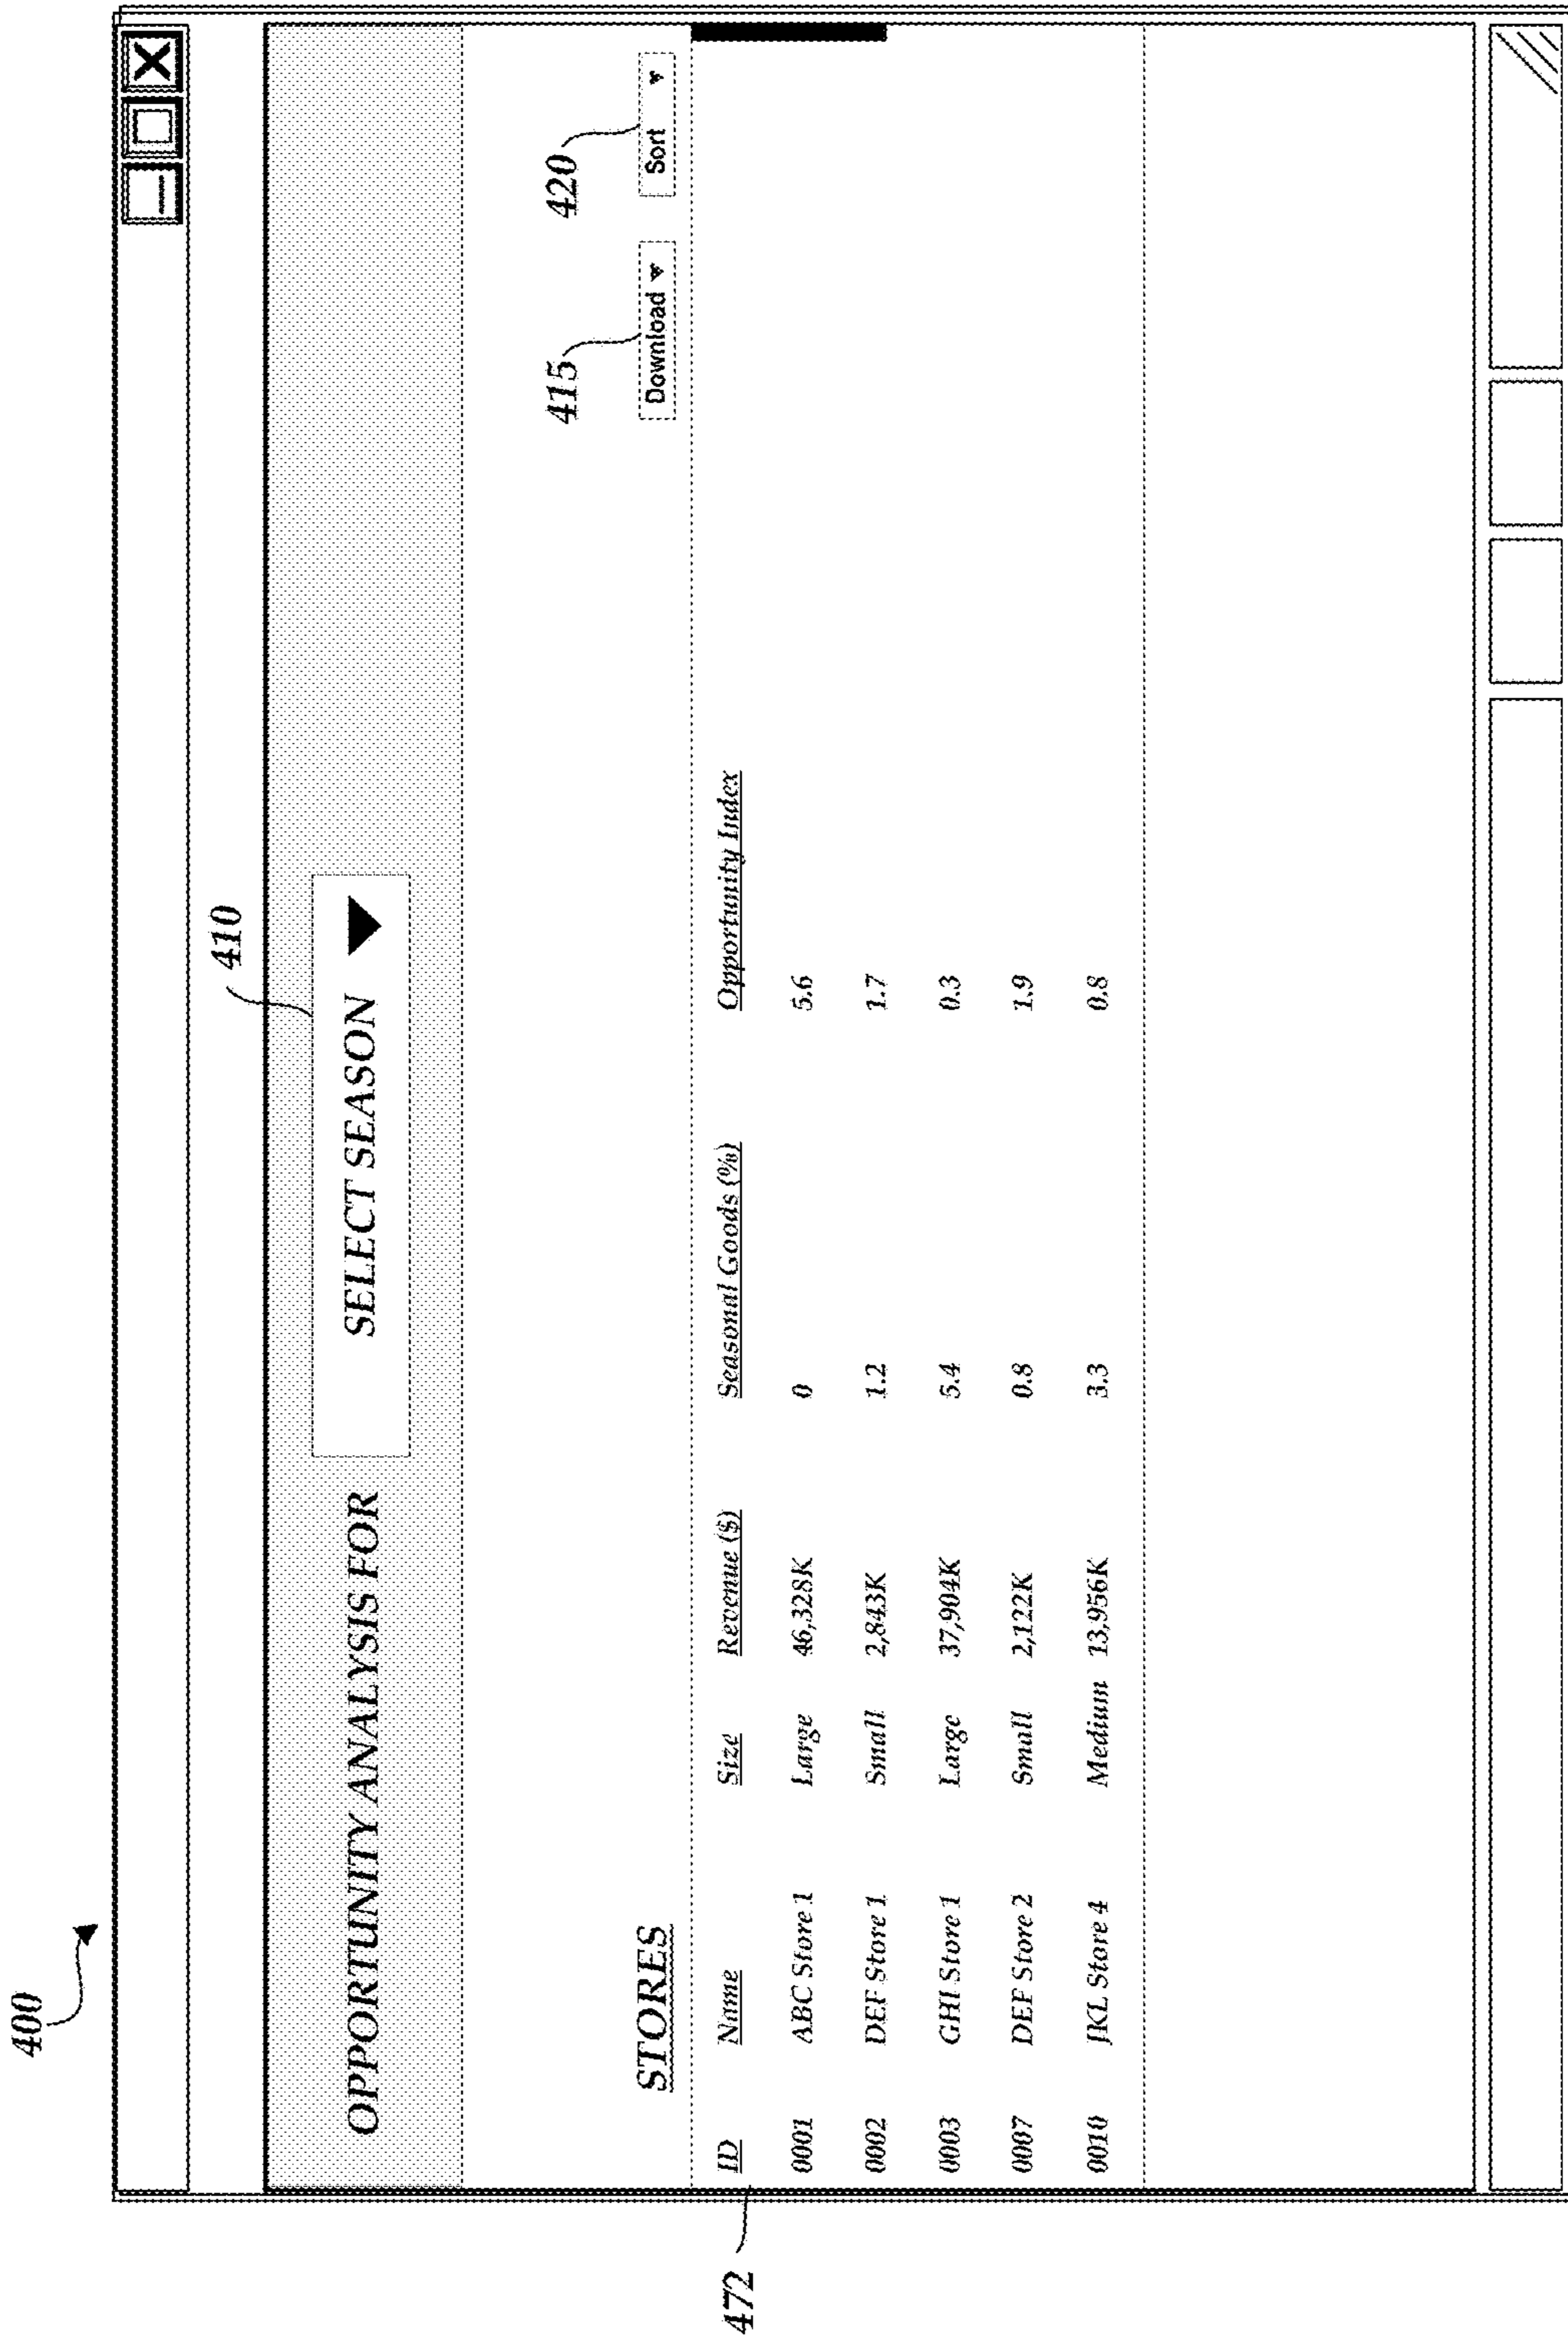 400
410
OPPORTUNITY ANALYSIS FOR SELECT SEASON
415 420
STORES Download Sort
472
ID Name Size Revenue ($) Seasonal Goods (%) Opportunity Index
0001 ABC Store 1 Large 46,328K 0 5.6
0002 DEF Store 1 Small 2,843K 1.2 1.7
0003 GHI Store 1 Large 37,904K 5.4 0.3
0007 DEF Store 2 Small 2,122K 0.8 1.9
0010 JKL Store 4 Medium 13,956K 3.3 0.8